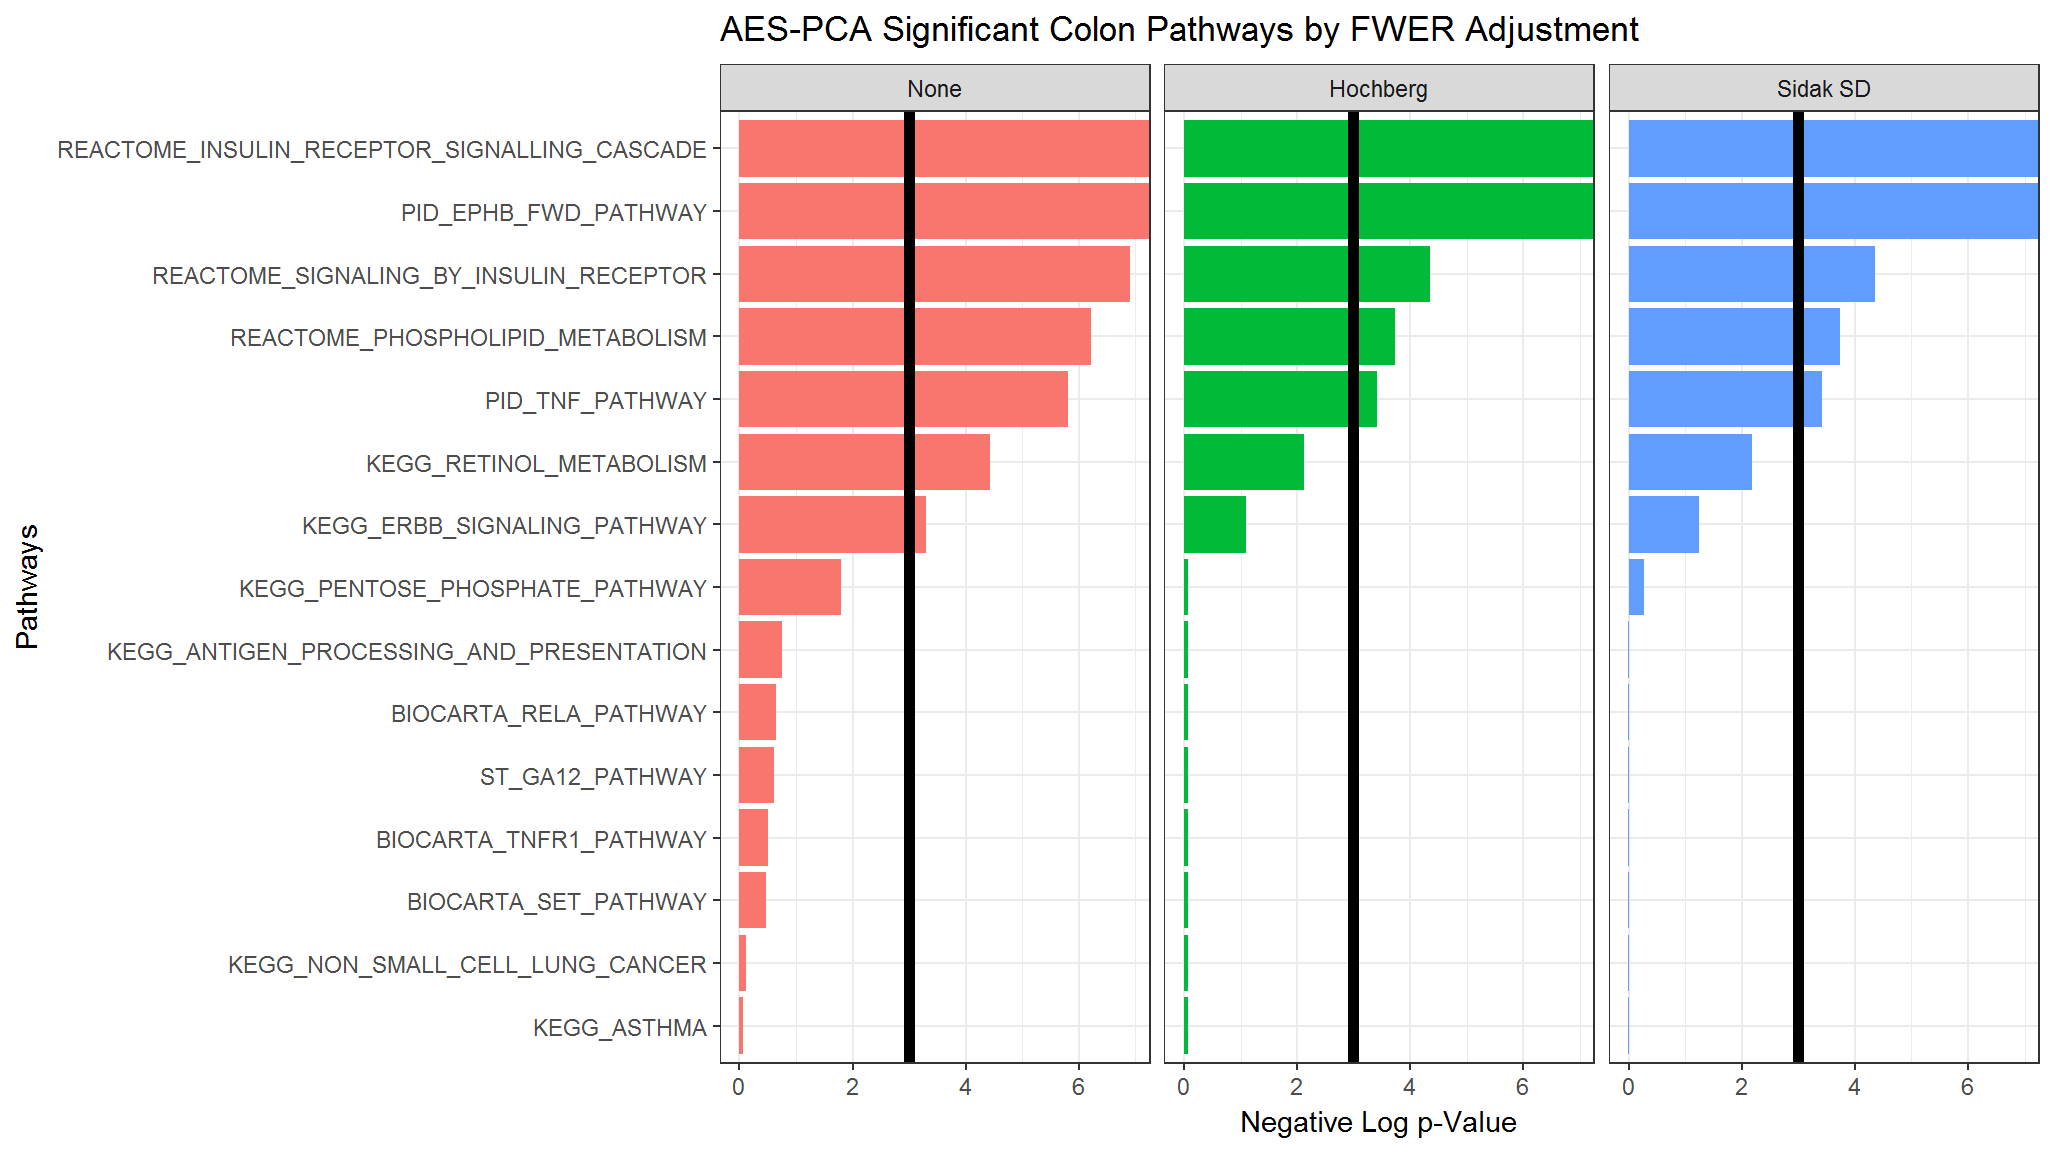 AES-PCA Significant Colon Pathways by FWER Adjustment
None
Hochberg
Sidak SD
Pathways
REACTOME_INSULIN_RECEPTOR_SIGNALLING_CASCADE
PID_EPHB_FWD_PATHWAY
REACTOME_SIGNALING_BY_INSULIN_RECEPTOR
REACTOME_PHOSPHOLIPID_METABOLISM
PID_TNF_PATHWAY
KEGG_RETINOL_METABOLISM
KEGG_ERBB_SIGNALING_PATHWAY
KEGG_PENTOSE_PHOSPHATE_PATHWAY
KEGG_ANTIGEN_PROCESSING_AND_PRESENTATION
BIOCARTA_RELA_PATHWAY
ST_GA12_PATHWAY
BIOCARTA_TNFR1_PATHWAY
BIOCARTA_SET_PATHWAY
KEGG_NON_SMALL_CELL_LUNG_CANCER
KEGG_ASTHMA
0 2 4 6
0 2 4 6
0 2 4 6
Negative Log p-Value